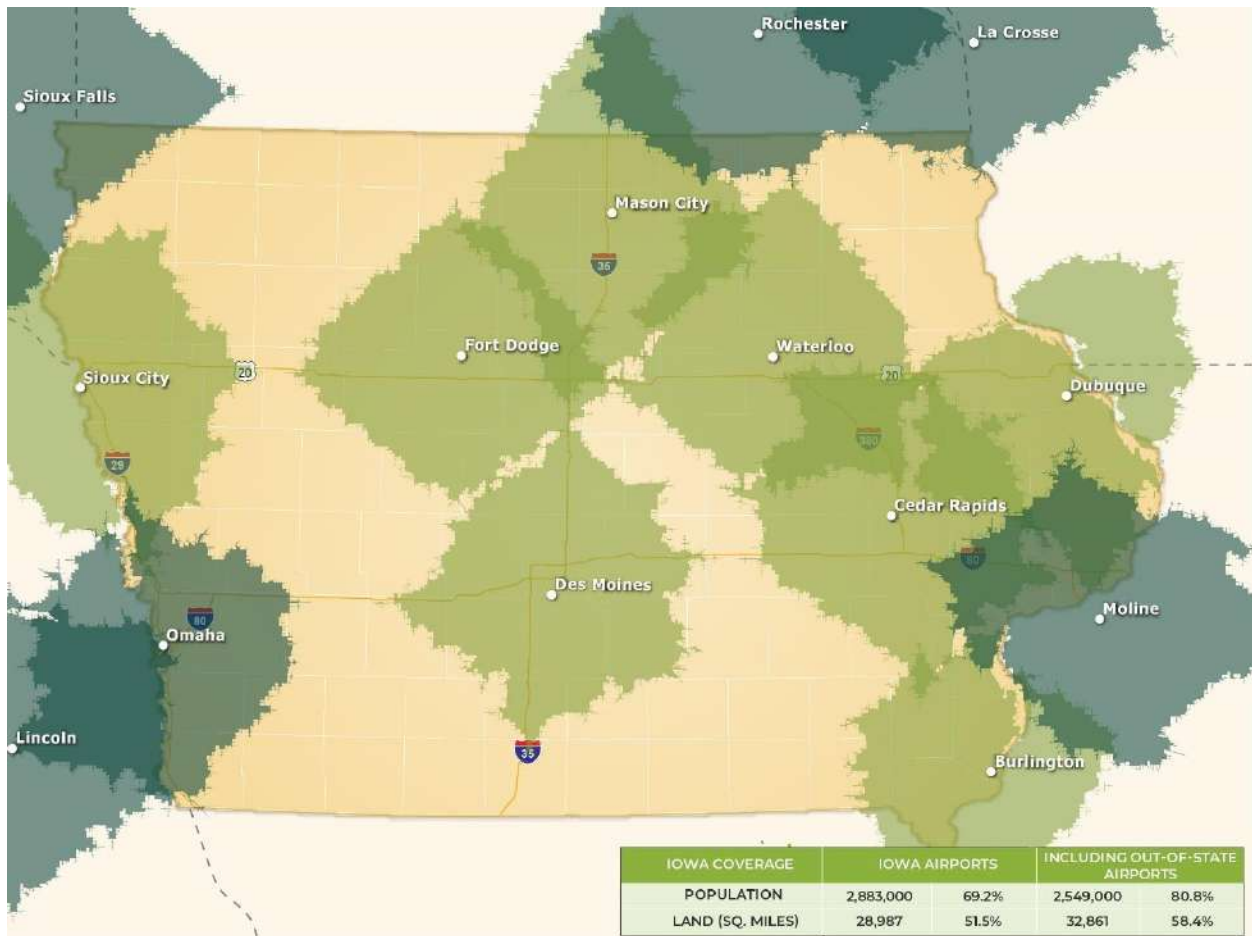 Rochester
La Crosse
Sioux Falls
Mason City
35
Fort Dodge
Waterloo
20
Sioux City
20
Dubuque
380
29
Cedar Rapids
80
Des Moines
Moline
80
Omaha
Lincoln
35
Burlington
IOWA COVERAGE IOWA AIRPORTS INCLUDING OUT-OF-STATE
AIRPORTS
POPULATION 2,883,000 69.2% 2,549,000 80.8%
LAND (SQ. MILES) 28,987 51.5% 32,861 58.4%